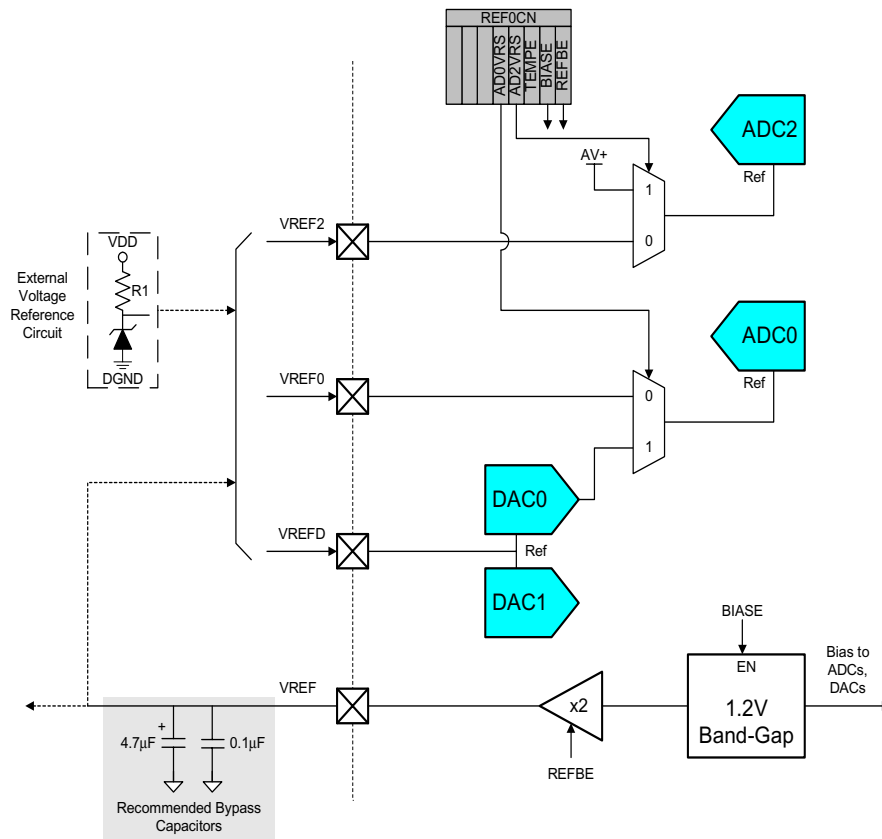 REF0CN
AD0VRS
AD2VRS
TEMPE
BIASE
REFBE
ADC2
Ref
AV+
1
0
VREF2
External
Voltage
Reference
Circuit
VDD
R1
DGND
ADC0
Ref
VREF0
0
1
DAC0
VREFD
Ref
DAC1
BIASE
EN
1.2V
Band-Gap
Bias to
ADCs,
DACs
VREF
x2
REFBE
+
4.7µF
0.1µF
Recommended Bypass
Capacitors